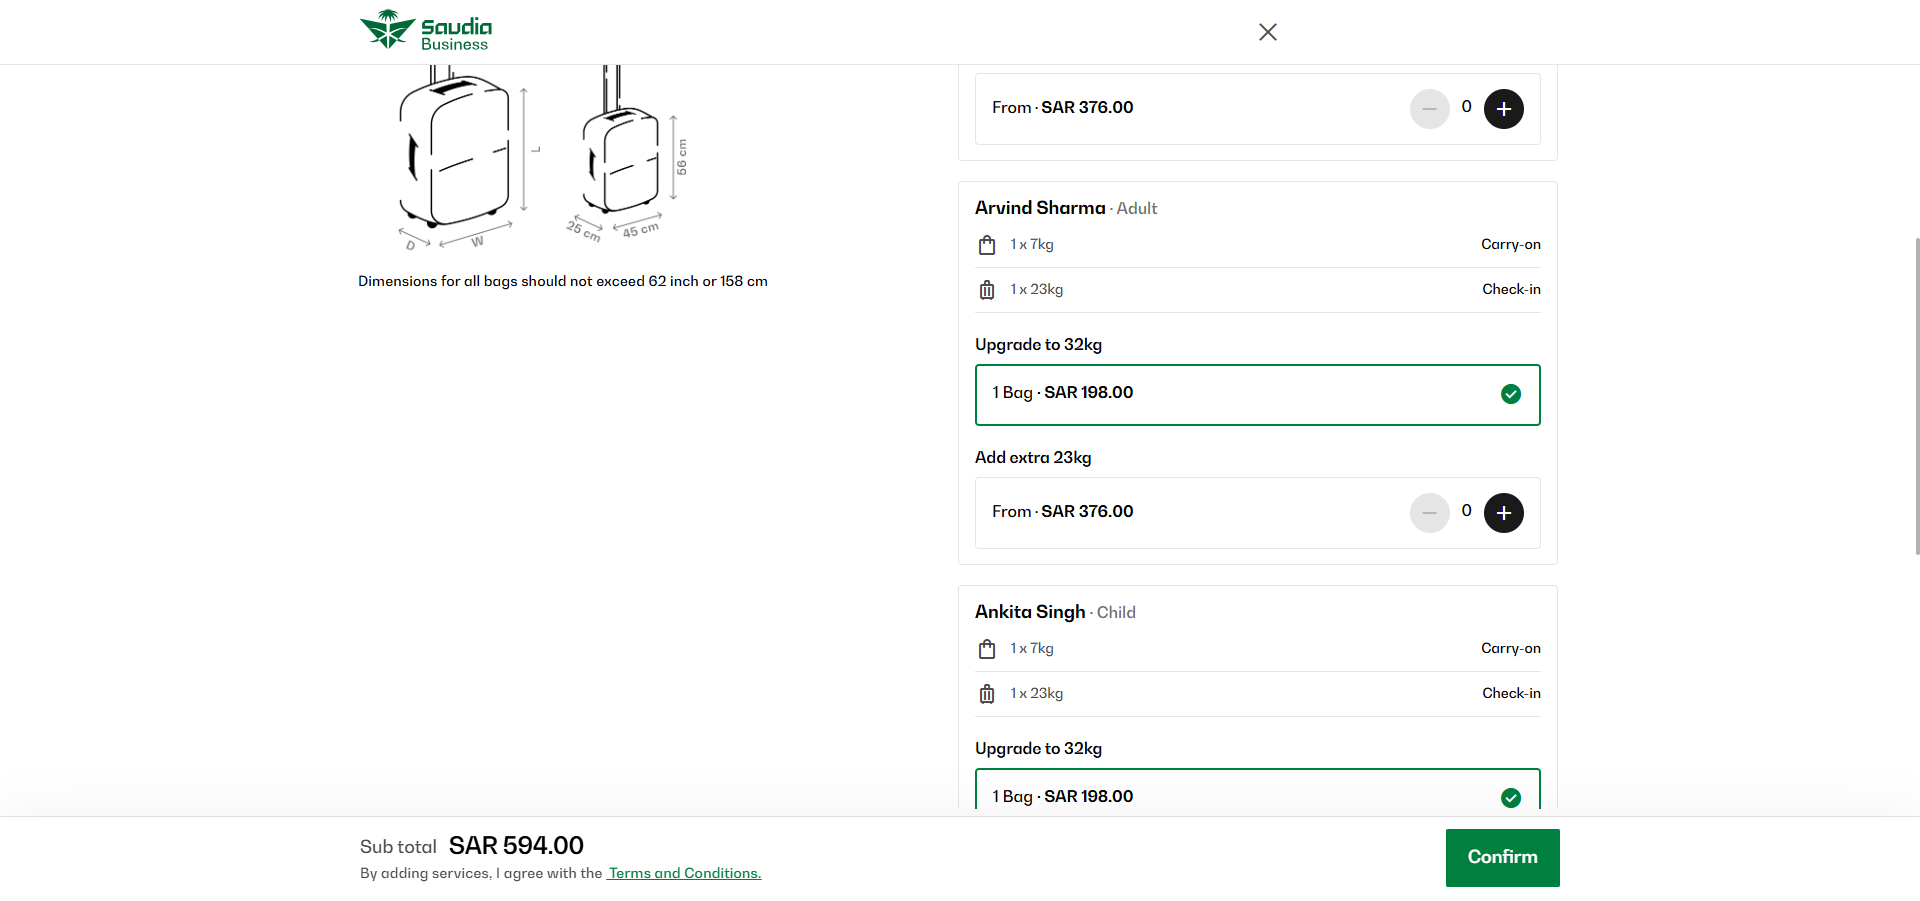 Saudia
Business
L
D
W
56 cm
25 cm
45 cm
Dimensions for all bags should not exceed 62 inch or 158 cm
From · SAR 376.00
0
Arvind Sharma · Adult
1 x 7kg
Carry-on
1 x 23kg
Check-in
Upgrade to 32kg
1 Bag · SAR 198.00
Add extra 23kg
From · SAR 376.00
0
Ankita Singh · Child
1 x 7kg
Carry-on
1 x 23kg
Check-in
Upgrade to 32kg
1 Bag · SAR 198.00
Sub total SAR 594.00
By adding services, I agree with the Terms and Conditions.
Confirm